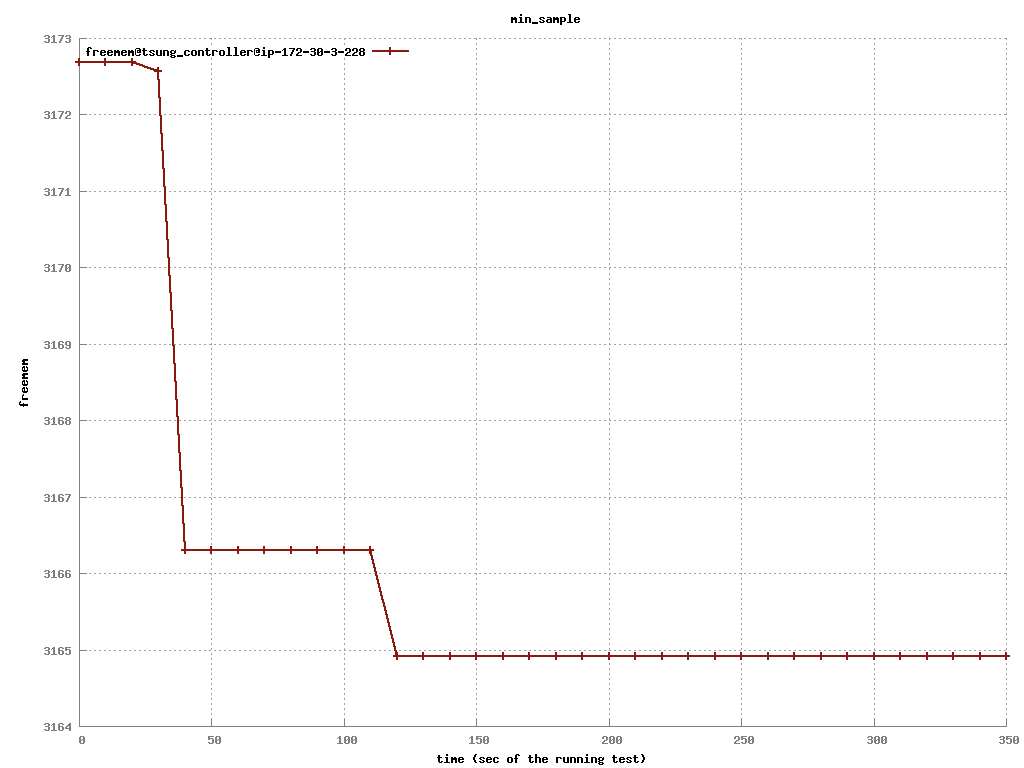 min_sample
freemem@tsung_controller@ip-172-30-3-228
3173
3172
3171
3170
3169
3168
3167
3166
3165
3164
freemem
0 50 100 150 200 250 300 350
time (sec of the running test)